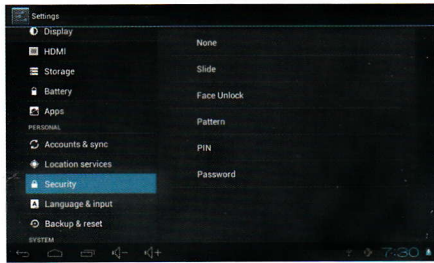 Settings
Display
HDMI
Storage
Battery
Apps
PERSONAL
Accounts & sync
Location services
Security
Language & input
Backup & reset
SYSTEM
None
Slide
Face Unlock
Pattern
PIN
Password
7:30